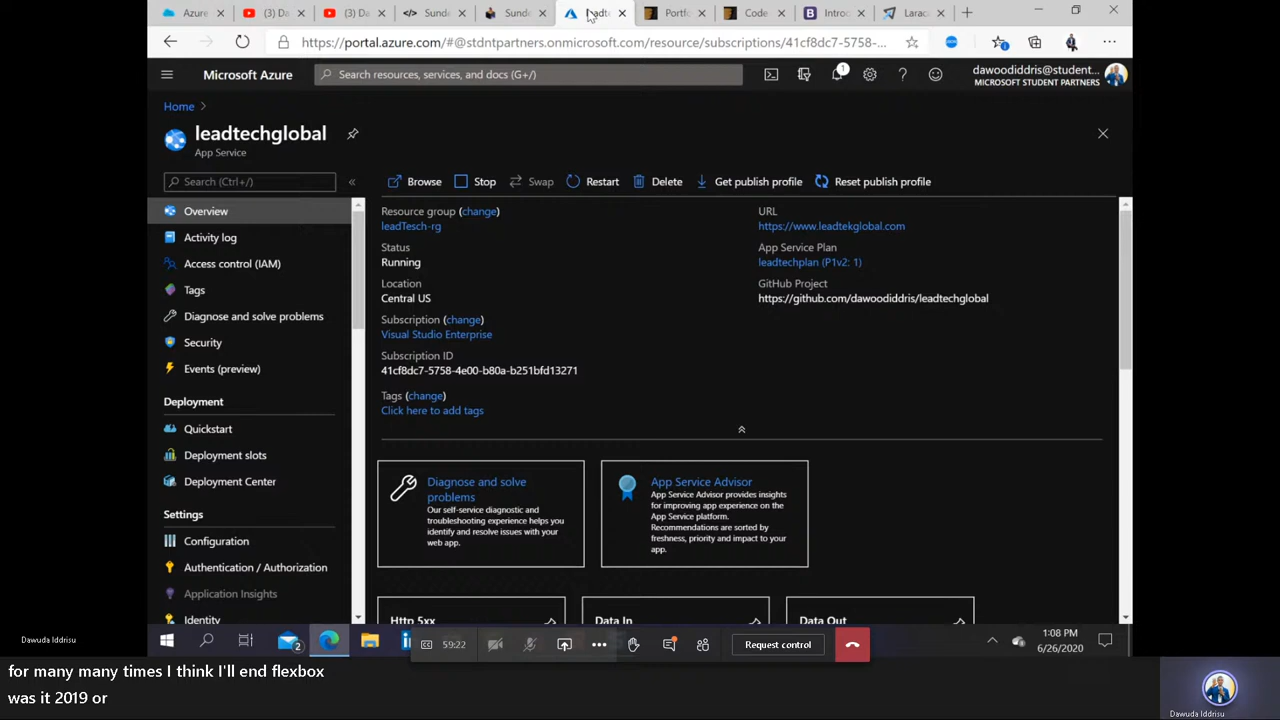 Azure
(3) Da
(3) Da
Sunda
Sunde
Portfo
Code
Introc
Larac
https://portal.azure.com/#@stdntpartners.onmicrosoft.com/resource/subscriptions/41cf8dc7-5758-...
Microsoft Azure
Search resources, services, and docs (G+/)
1
dawoodiddris@student...
MICROSOFT STUDENT PARTNERS
Home
leadtechglobal
App Service
Search (Ctrl+/)
Browse
Stop
Swap
Restart
Delete
Get publish profile
Reset publish profile
Overview
Activity log
Access control (IAM)
Tags
Diagnose and solve problems
Security
Events (preview)
Deployment
Quickstart
Deployment slots
Deployment Center
Settings
Configuration
Authentication / Authorization
Application Insights
Identity
Resource group (change)
leadTesch-rg
Status
Running
Location
Central US
Subscription (change)
Visual Studio Enterprise
Subscription ID
41cf8dc7-5758-4e00-b80a-b251bfd13271
Tags (change)
Click here to add tags
URL
https://www.leadtekglobal.com
App Service Plan
leadtechplan (P1v2: 1)
GitHub Project
https://github.com/dawoodiddris/leadtechglobal
Diagnose and solve
problems
Our self-service diagnostic and
troubleshooting experience helps you
identify and resolve issues with your
web app.
App Service Advisor
App Service Advisor provides insights
for improving app experience on the
App Service platform.
Recommendations are sorted by
freshness, priority and impact to your
app.
Http 5xx
Data In
Data Out
2
59:22
Request control
1:08 PM
6/26/2020
Dawuda Iddrisu
for many many times I think I'll end flexbox
was it 2019 or
Dawuda Iddrisu